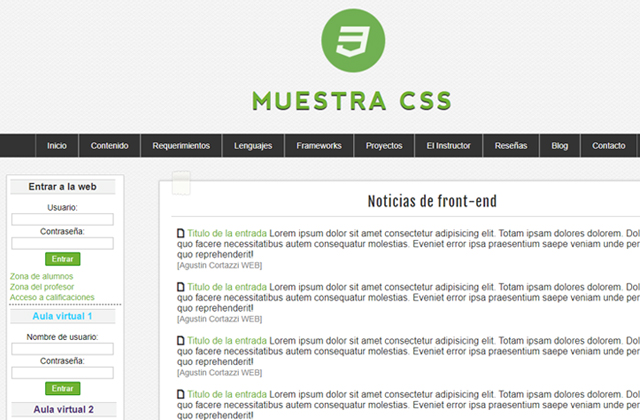 MUESTRA CSS
Inicio Contenido Requerimientos Lenguajes Frameworks Proyectos El Instructor Reseñas Blog Contacto
Entrar a la web
Usuario:
Contraseña:
Entrar
Zona de alumnos
Zona del profesor
Acceso a calificaciones
Aula virtual 1
Nombre de usuario:
Contraseña:
Entrar
Aula virtual 2
Noticias de front-end
Titulo de la entrada Lorem ipsum dolor sit amet consectetur adipisicing elit. Totam ipsam dolores dolorem. Dol
quo facere necessitatibus autem consequatur molestias. Eveniet error ipsa praesentium saepe veniam unde per
quo reprehenderit!
[Agustin Cortazzi WEB]
Titulo de la entrada Lorem ipsum dolor sit amet consectetur adipisicing elit. Totam ipsam dolores dolorem. Dol
quo facere necessitatibus autem consequatur molestias. Eveniet error ipsa praesentium saepe veniam unde per
quo reprehenderit!
[Agustin Cortazzi WEB]
Titulo de la entrada Lorem ipsum dolor sit amet consectetur adipisicing elit. Totam ipsam dolores dolorem. Dol
quo facere necessitatibus autem consequatur molestias. Eveniet error ipsa praesentium saepe veniam unde per
quo reprehenderit!
[Agustin Cortazzi WEB]
Titulo de la entrada Lorem ipsum dolor sit amet consectetur adipisicing elit. Totam ipsam dolores dolorem. Dol
quo facere necessitatibus autem consequatur molestias. Eveniet error ipsa praesentium saepe veniam unde per
quo reprehenderit!